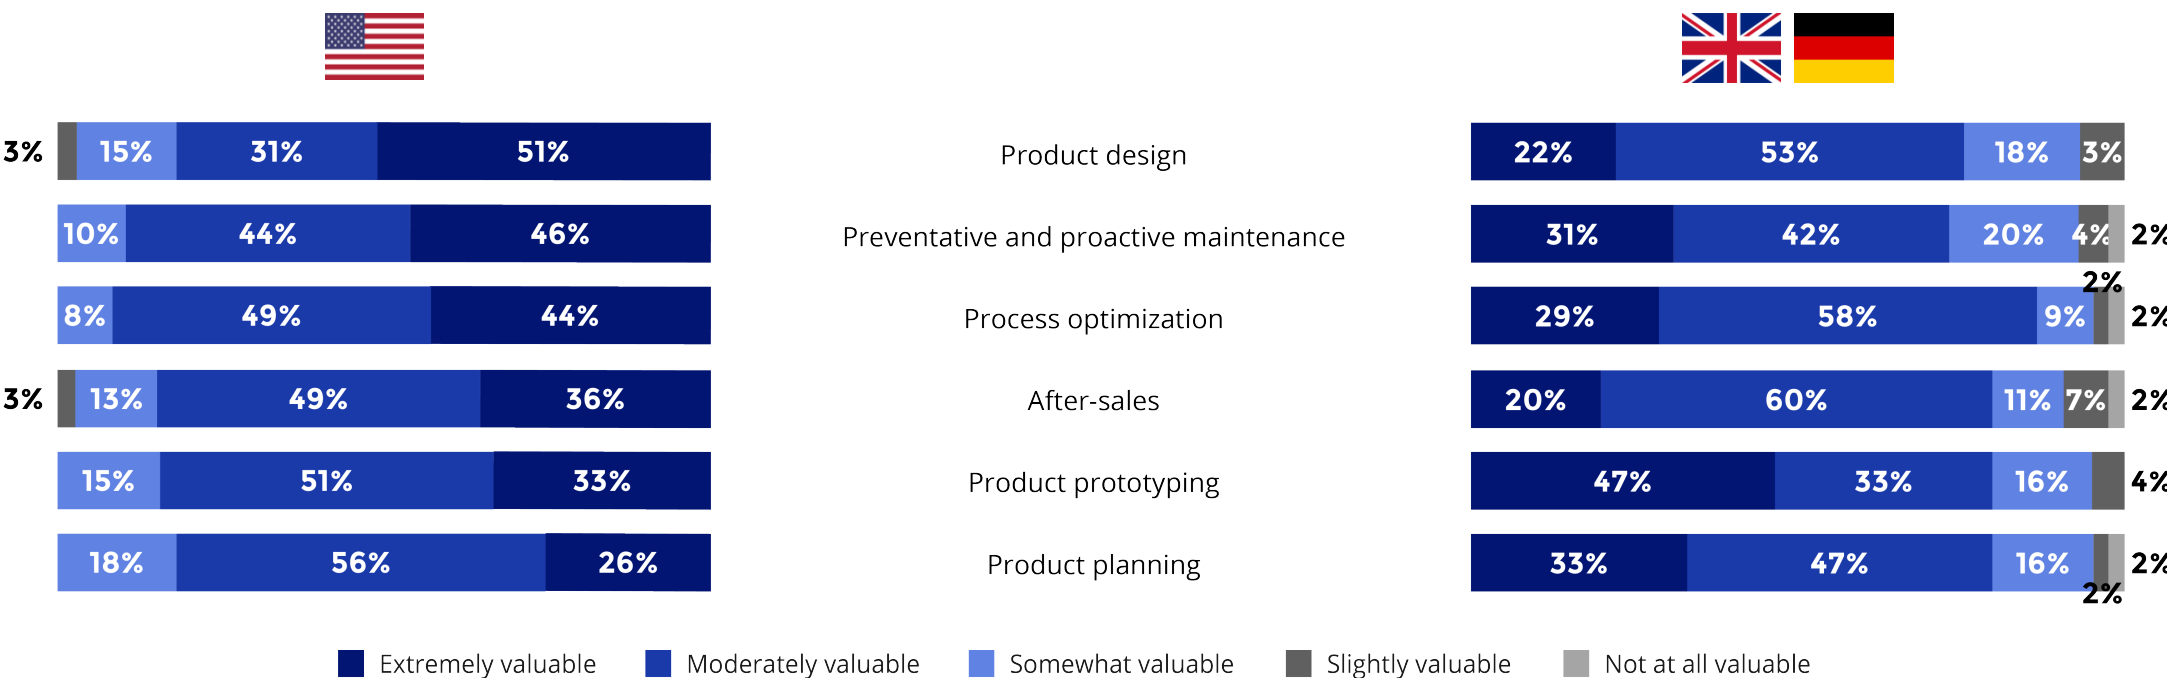 3% 15% 31% 51% Product design 22% 53% 18% 3%
10% 44% 46% Preventative and proactive maintenance 31% 42% 20% 4% 2%
2%
8% 49% 44% Process optimization 29% 58% 9% 2%
3% 13% 49% 36% After-sales 20% 60% 11% 7% 2%
15% 51% 33% Product prototyping 47% 33% 16% 4%
18% 56% 26% Product planning 33% 47% 16% 2%
2%
Extremely valuable Moderately valuable Somewhat valuable Slightly valuable Not at all valuable